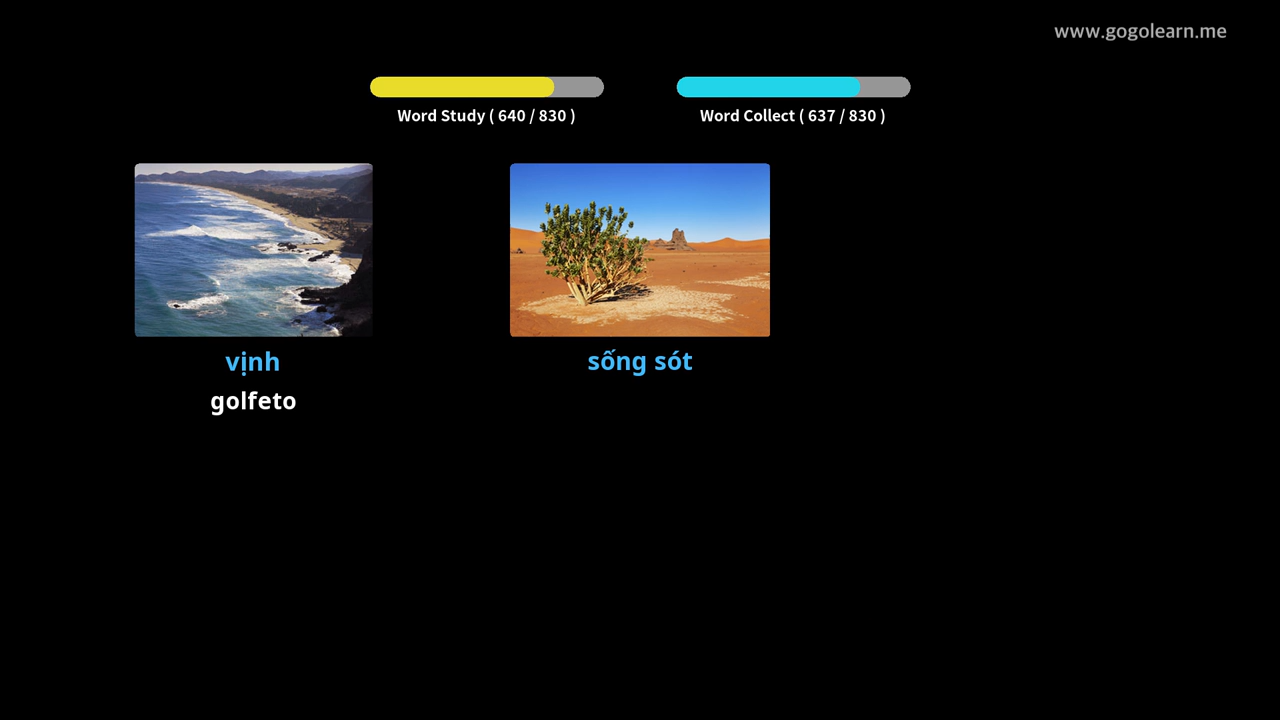 www.gogolearn.me
Word Study ( 640 / 830 )
Word Collect ( 637 / 830 )
vịnh
sống sót
golfeto